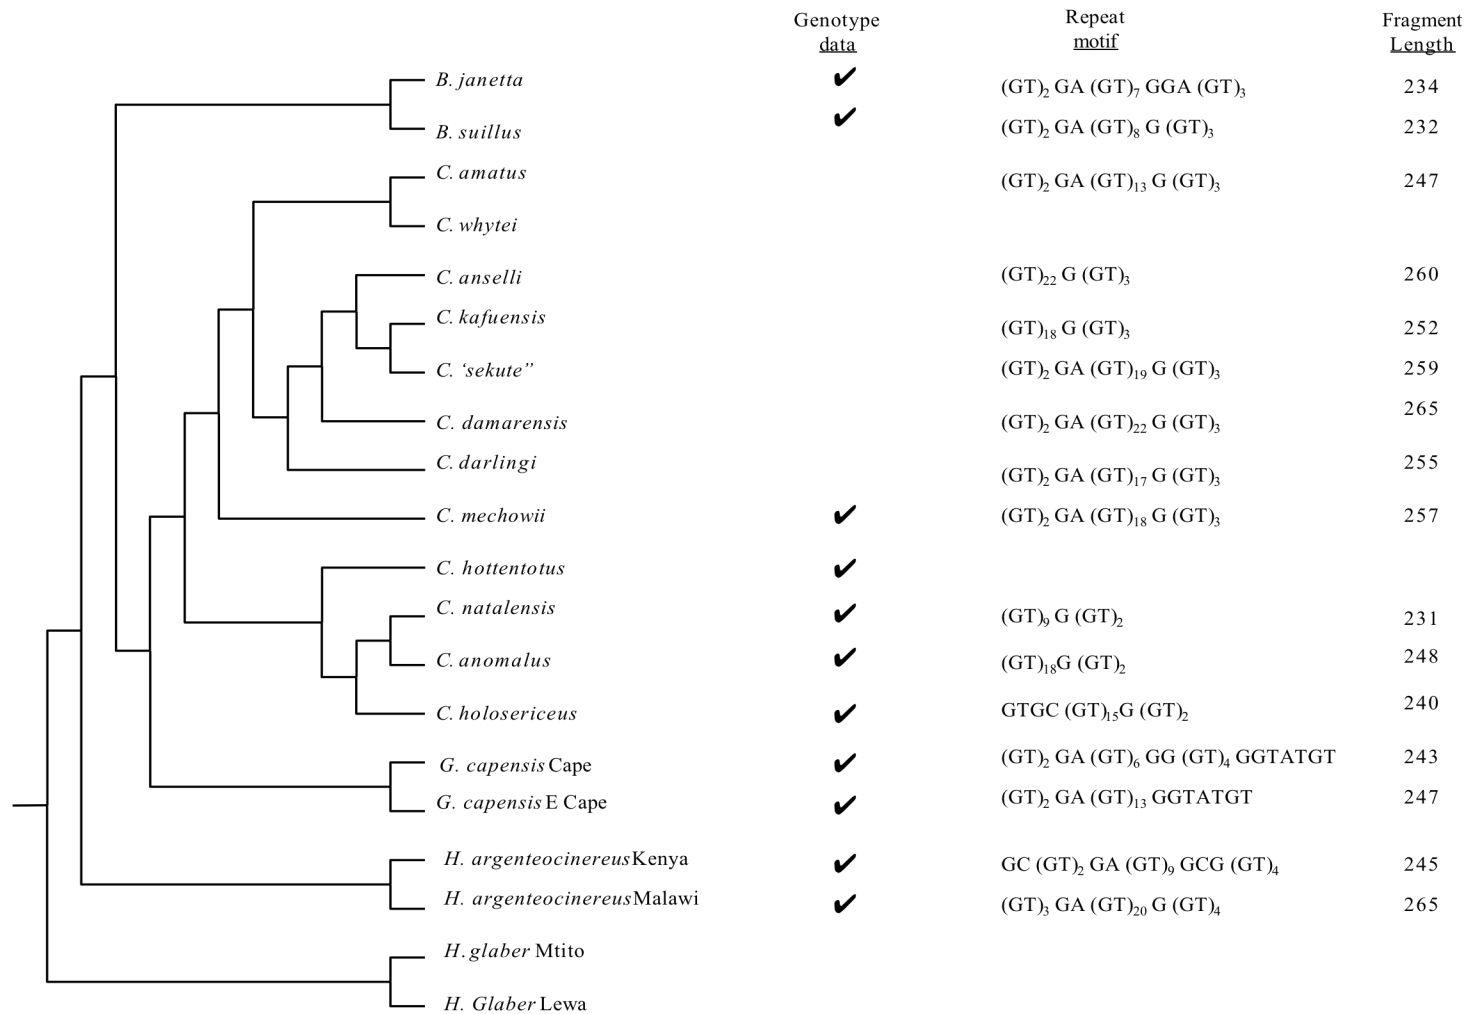 Genotype data Repeat motif Fragment Length
B. janetta ✔ (GT)₂ GA (GT)₇ GGA (GT)₃ 234
B. suillus ✔ (GT)₂ GA (GT)₈ G (GT)₃ 232
C. amatus (GT)₂ GA (GT)₁₃ G (GT)₃ 247
C. whytei
C. anselli (GT)₂₂ G (GT)₃ 260
C. kafuensis (GT)₁₈ G (GT)₃ 252
C. ‘sekute” (GT)₂ GA (GT)₁₉ G (GT)₃ 259
C. damarensis (GT)₂ GA (GT)₂₂ G (GT)₃ 265
C. darlingi (GT)₂ GA (GT)₁₇ G (GT)₃ 255
C. mechowii ✔ (GT)₂ GA (GT)₁₈ G (GT)₃ 257
C. hottentotus ✔
C. natalensis ✔ (GT)₉ G (GT)₂ 231
C. anomalus ✔ (GT)₁₈G (GT)₂ 248
C. holosericeus ✔ GTGC (GT)₁₅G (GT)₂ 240
G. capensis Cape ✔ (GT)₂ GA (GT)₆ GG (GT)₄ GGTATGT 243
G. capensis E Cape ✔ (GT)₂ GA (GT)₁₃ GGTATGT 247
H. argenteocinereus Kenya ✔ GC (GT)₂ GA (GT)₉ GCG (GT)₄ 245
H. argenteocinereus Malawi ✔ (GT)₃ GA (GT)₂₀ G (GT)₄ 265
H. glaber Mtito
H. Glaber Lewa